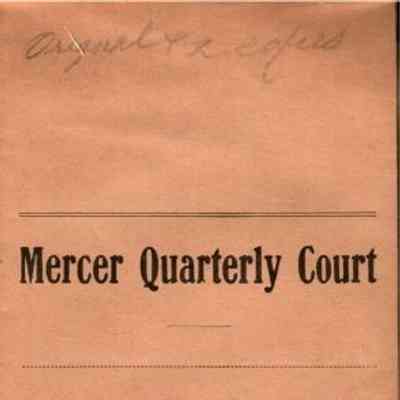 Original & 2 copies
Mercer Quarterly Court